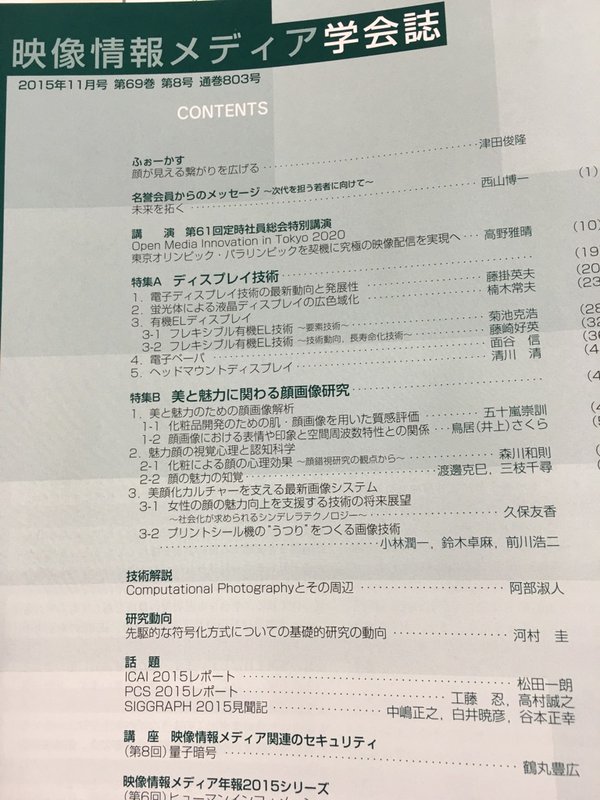 映像情報メディア学会誌
2015年11月号 第69巻 第8号 通巻803号
CONTENTS
ふぉーかす
顔が見える繋がりを広げる ‥‥‥‥‥‥‥‥ 津田俊隆
名誉会員からのメッセージ ～次代を担う若者に向けて～
未来を拓く ‥‥‥‥‥‥‥‥‥‥‥‥‥‥ 西山博一 (1)
講 演 第61回定時社員総会特別講演
Open Media Innovation in Tokyo 2020
東京オリンピック・パラリンピックを契機に究極の映像配信を実現へ ‥‥ 高野雅晴 (10)
特集A ディスプレイ技術 ‥‥‥‥‥‥‥‥‥‥‥‥‥‥‥‥ (19
1. 電子ディスプレイ技術の最新動向と発展性 ‥‥‥‥‥‥ 藤掛英夫 (20
2. 蛍光体による液晶ディスプレイの広色域化 ‥‥‥‥‥‥ 楠木常夫 (23
3. 有機ELディスプレイ
3-1 フレキシブル有機EL技術 ～要素技術～ ‥‥‥‥‥‥ 菊池克浩 (28
3-2 フレキシブル有機EL技術 ～技術動向，長寿命化技術～ ‥‥ 藤崎好英 (32
4. 電子ペーパ ‥‥‥‥‥‥‥‥‥‥‥‥‥‥ 面谷 信 (36
5. ヘッドマウントディスプレイ ‥‥‥‥‥‥‥‥ 清川 清 (4
特集B 美と魅力に関わる顔画像研究 ‥‥‥‥‥‥‥‥‥‥ (4
1. 美と魅力のための顔画像解析
1-1 化粧品開発のための肌・顔画像を用いた質感評価 ‥‥‥ 五十嵐崇訓 (4
1-2 顔画像における表情や印象と空間周波数特性との関係 ‥‥ 鳥居(井上)さくら
2. 魅力顔の視覚心理と認知科学
2-1 化粧による顔の心理効果 ～顔錯視研究の観点から～ ‥‥‥ 森川和則
2-2 顔の魅力の知覚 ‥‥‥‥‥‥‥‥‥‥ 渡邊克巳，三枝千尋
3. 美顔化カルチャーを支える最新画像システム
3-1 女性の顔の魅力向上を支援する技術の将来展望
～社会化が求められるシンデレラテクノロジー～ ‥‥‥‥‥‥ 久保友香
3-2 プリントシール機の“うつり”をつくる画像技術
‥‥‥‥‥‥‥‥‥‥ 小林潤一，鈴木卓麻，前川浩二
技術解説
Computational Photographyとその周辺 ‥‥‥‥‥‥‥‥ 阿部淑人
研究動向
先駆的な符号化方式についての基礎的研究の動向 ‥‥‥‥‥‥ 河村 圭
話 題
ICAI 2015レポート ‥‥‥‥‥‥‥‥‥‥‥‥‥‥ 松田一朗
PCS 2015レポート ‥‥‥‥‥‥‥‥‥‥‥‥ 工藤 忍，高村誠之
SIGGRAPH 2015見聞記 ‥‥‥‥‥‥ 中嶋正之，白井暁彦，谷本正幸
講 座 映像情報メディア関連のセキュリティ
(第8回)量子暗号 ‥‥‥‥‥‥‥‥‥‥‥‥‥‥ 鶴丸豊広
映像情報メディア年報2015シリーズ
(第6回)ヒューマンインフォメーション